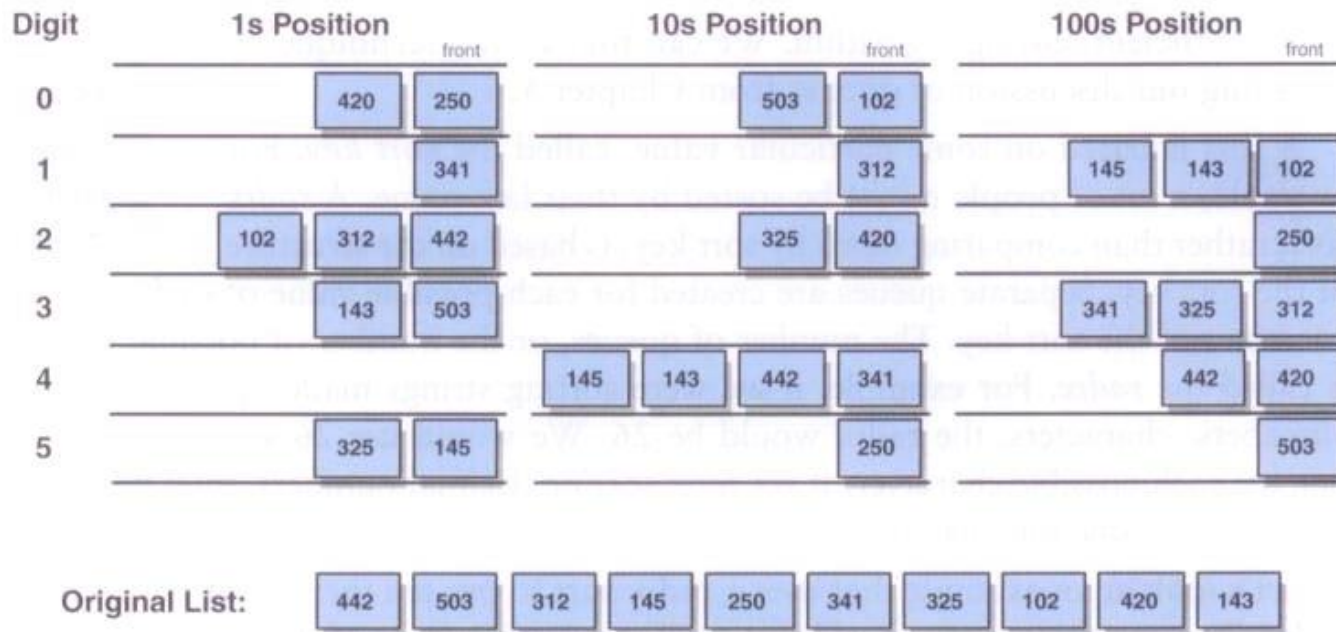 Digit 1s Position 10s Position 100s Position
front front front
0 420 250 503 102
1 341 312 145 143 102
2 102 312 442 325 420 250
3 143 503 341 325 312
4 145 143 442 341 442 420
5 325 145 250 503
Original List: 442 503 312 145 250 341 325 102 420 143